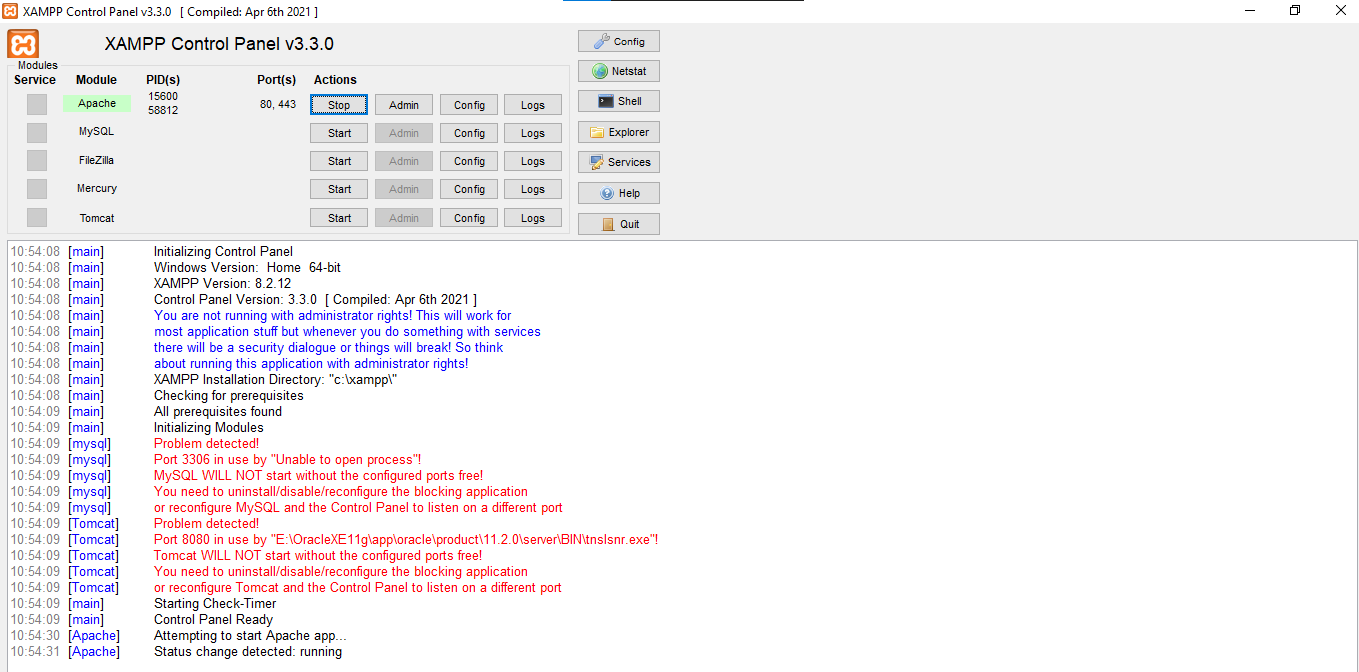 XAMPP Control Panel v3.3.0 [ Compiled: Apr 6th 2021 ]
XAMPP Control Panel v3.3.0
Config
Modules
Service Module PID(s) Port(s) Actions
Netstat
Apache 15600 58812 80, 443 Stop Admin Config Logs
Shell
MySQL Start Admin Config Logs
Explorer
FileZilla Start Admin Config Logs
Services
Mercury Start Admin Config Logs
Help
Tomcat Start Admin Config Logs
Quit
10:54:08 [main] Initializing Control Panel
10:54:08 [main] Windows Version: Home 64-bit
10:54:08 [main] XAMPP Version: 8.2.12
10:54:08 [main] Control Panel Version: 3.3.0 [ Compiled: Apr 6th 2021 ]
10:54:08 [main] You are not running with administrator rights! This will work for
10:54:08 [main] most application stuff but whenever you do something with services
10:54:08 [main] there will be a security dialogue or things will break! So think
10:54:08 [main] about running this application with administrator rights!
10:54:08 [main] XAMPP Installation Directory: "c:\xampp\"
10:54:08 [main] Checking for prerequisites
10:54:09 [main] All prerequisites found
10:54:09 [main] Initializing Modules
10:54:09 [mysql] Problem detected!
10:54:09 [mysql] Port 3306 in use by "Unable to open process"!
10:54:09 [mysql] MySQL WILL NOT start without the configured ports free!
10:54:09 [mysql] You need to uninstall/disable/reconfigure the blocking application
10:54:09 [mysql] or reconfigure MySQL and the Control Panel to listen on a different port
10:54:09 [Tomcat] Problem detected!
10:54:09 [Tomcat] Port 8080 in use by "E:\OracleXE11g\app\oracle\product\11.2.0\server\BIN\tnslsnr.exe"!
10:54:09 [Tomcat] Tomcat WILL NOT start without the configured ports free!
10:54:09 [Tomcat] You need to uninstall/disable/reconfigure the blocking application
10:54:09 [Tomcat] or reconfigure Tomcat and the Control Panel to listen on a different port
10:54:09 [main] Starting Check-Timer
10:54:09 [main] Control Panel Ready
10:54:30 [Apache] Attempting to start Apache app...
10:54:31 [Apache] Status change detected: running